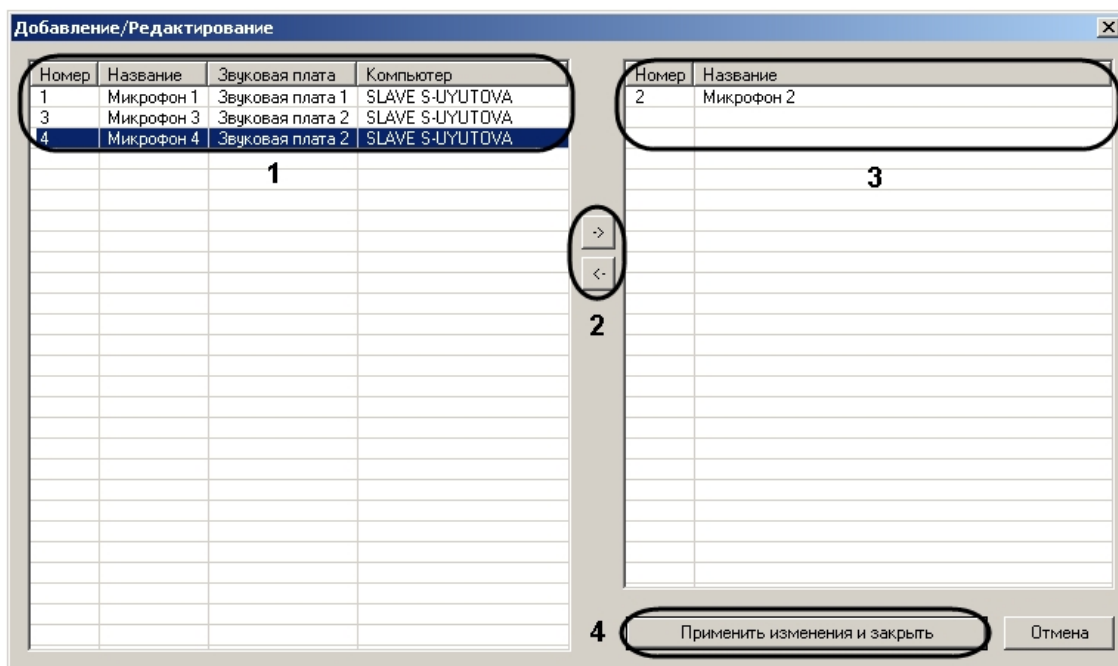 Добавление/Редактирование
Номер Название Звуковая плата Компьютер
1 Микрофон 1 Звуковая плата 1 SLAVE S-UYUTOVA
3 Микрофон 3 Звуковая плата 2 SLAVE S-UYUTOVA
4 Микрофон 4 Звуковая плата 2 SLAVE S-UYUTOVA
1
->
<-
2
Номер Название
2 Микрофон 2
3
4
Применить изменения и закрыть
Отмена